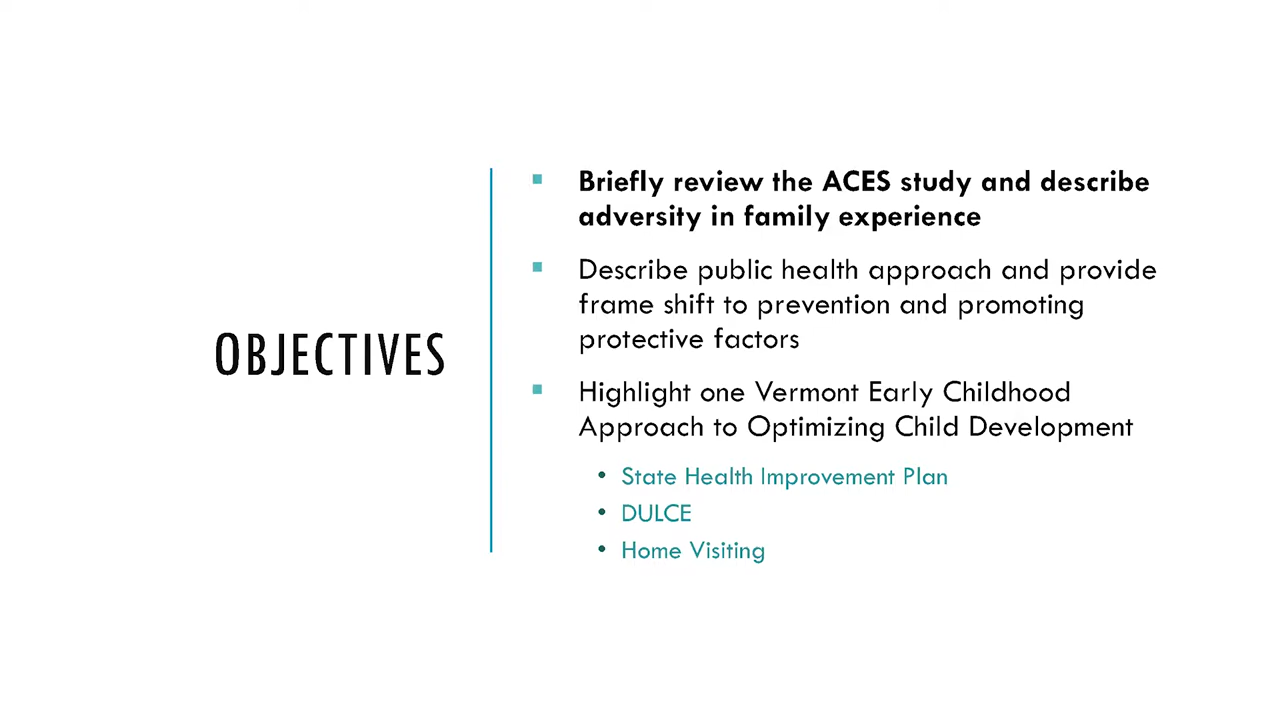 OBJECTIVES
Briefly review the ACES study and describe
adversity in family experience
Describe public health approach and provide
frame shift to prevention and promoting
protective factors
Highlight one Vermont Early Childhood
Approach to Optimizing Child Development
State Health Improvement Plan
DULCE
Home Visiting